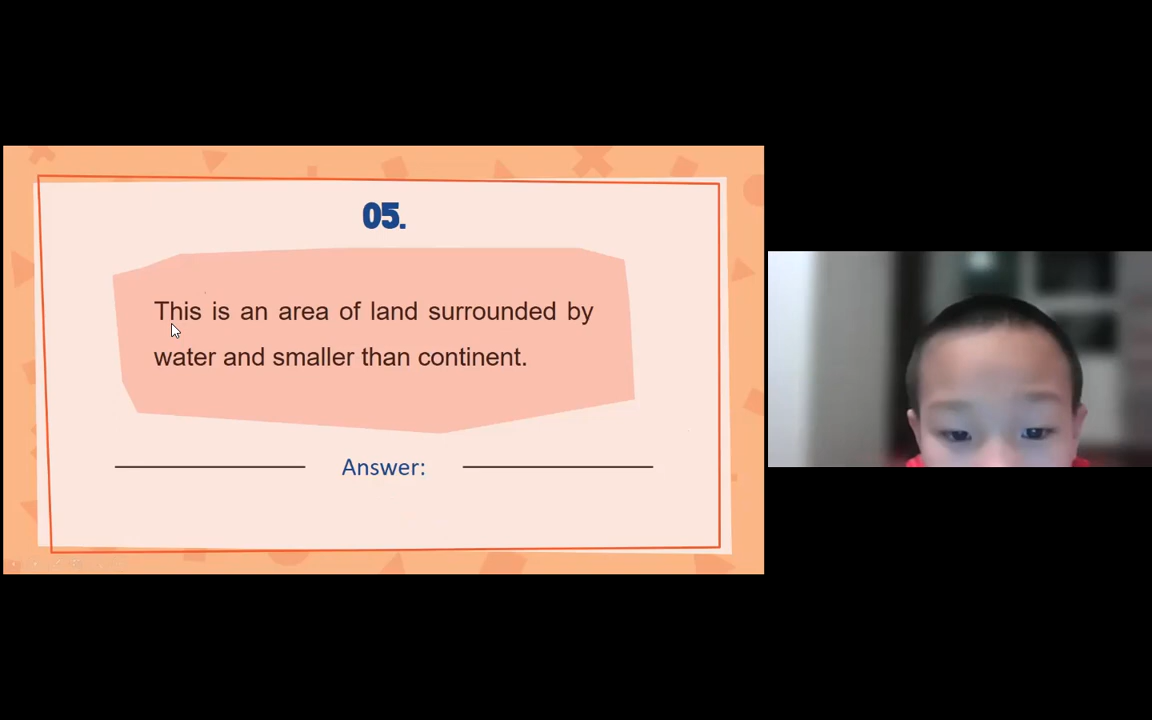 05.
This is an area of land surrounded by
water and smaller than continent.
Answer: